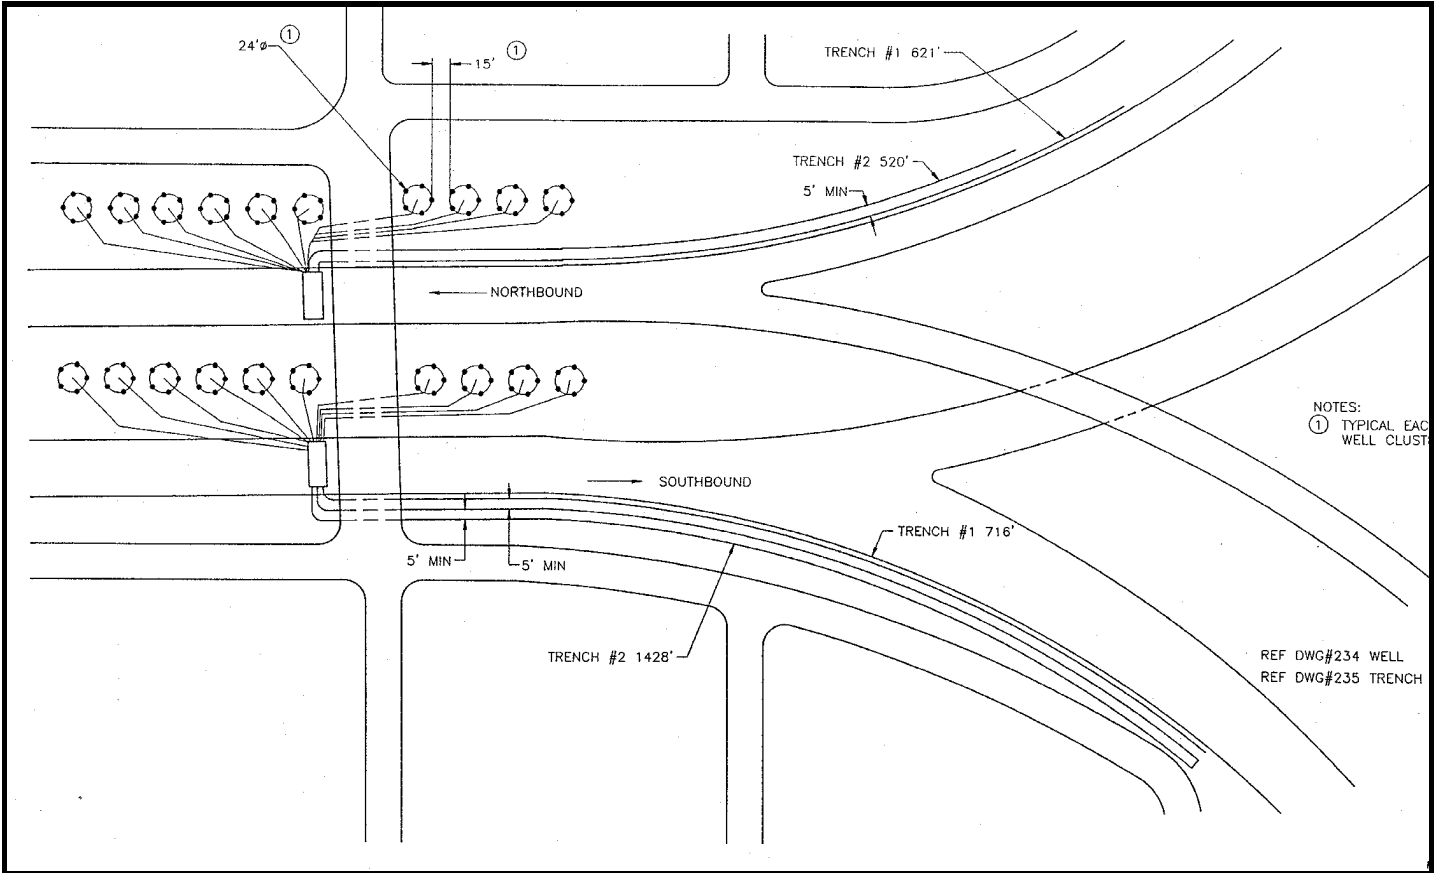 24'ø
1
15'
1
TRENCH #1 621'
TRENCH #2 520'
5' MIN
NORTHBOUND
SOUTHBOUND
NOTES:
1 TYPICAL EAC
WELL CLUST
TRENCH #1 716'
5' MIN
5' MIN
TRENCH #2 1428'
REF DWG#234 WELL
REF DWG#235 TRENCH